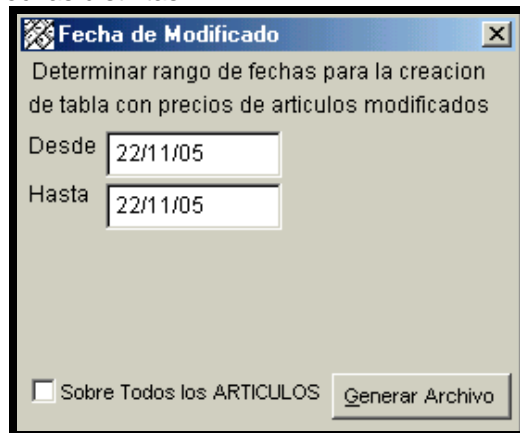 Fecha de Modificado
Determinar rango de fechas para la creacion
de tabla con precios de articulos modificados
Desde 22/11/05
Hasta 22/11/05
Sobre Todos los ARTICULOS Generar Archivo